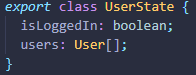 export class UserState {
  isLoggedIn: boolean;
  users: User[];
}